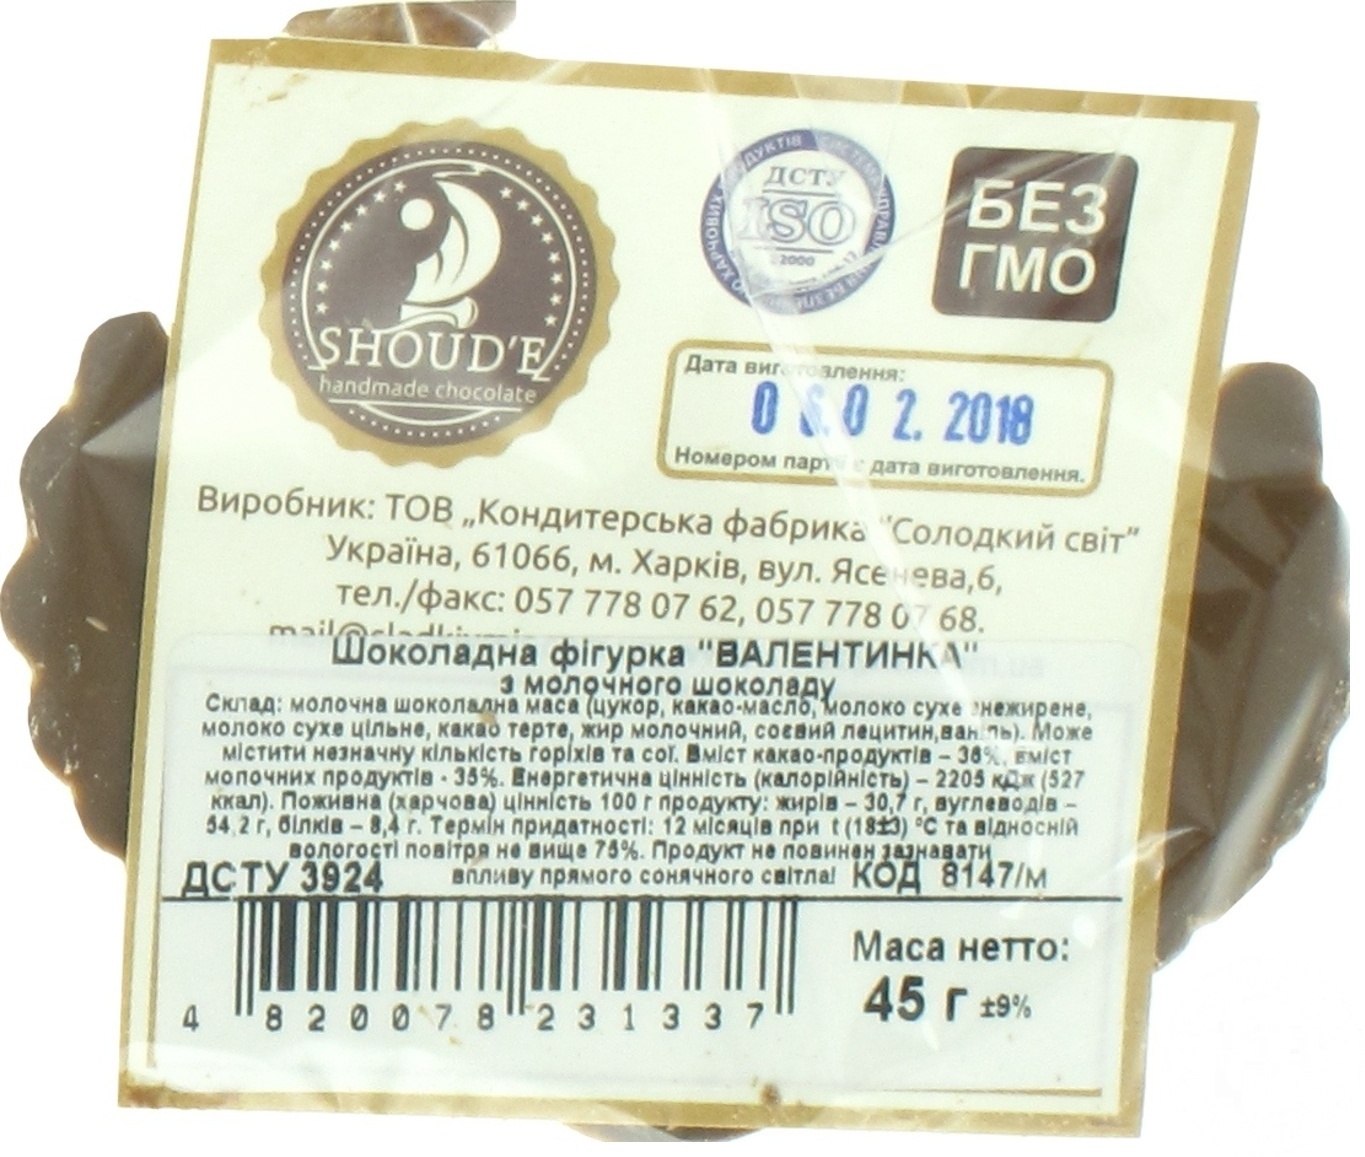 SHOUD'E
handmade chocolate
ДСТУ
ISO
2000
БЕЗ
ГМО
Дата виготовлення:
06.02.2018
Номером партії є дата виготовлення.
Виробник: ТОВ „Кондитерська фабрика "Солодкий світ"
Україна, 61066, м. Харків, вул. Ясенева,6,
тел./факс: 057 778 07 62, 057 778 07 68.
Шоколадна фігурка "ВАЛЕНТИНКА"
з молочного шоколаду
Склад: молочна шоколадна маса (цукор, какао-масло, молоко сухе знежирене,
молоко сухе цільне, какао терте, жир молочний, соєвий лецитин,ваніль). Може
містити незначну кількість горіхів та сої. Вміст какао-продуктів – 36%, вміст
молочних продуктів - 35%. Енергетична цінність (калорійність) – 2205 кДж (527
ккал). Поживна (харчова) цінність 100 г продукту: жирів – 30,7 г, вуглеводів –
54,2 г, білків – 8,4 г. Термін придатності: 12 місяців при t (18±3) °С та відносній
вологості повітря не вище 75%. Продукт не повинен зазнавати
ДСТУ 3924 впливу прямого сонячного світла! КОД 8147/м
Маса нетто:
45 г ±9%
4 820078 231337